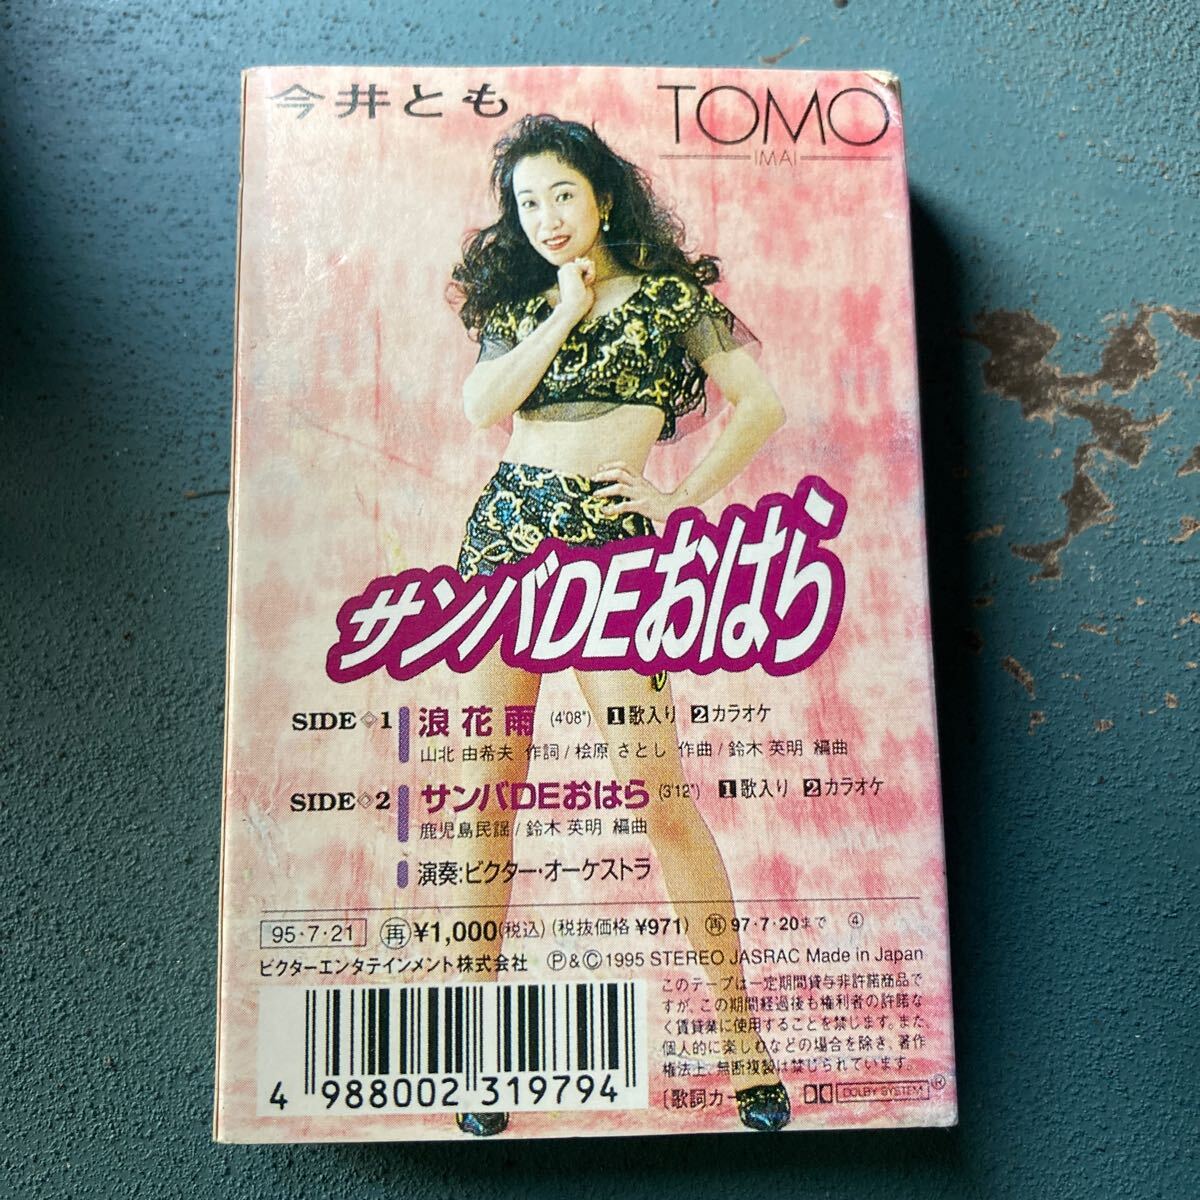 今井とも
TOMO
IMAI
サンバDEおはら
SIDE◇1 浪花雨 (4'08") 1歌入り 2カラオケ
山北 由希夫 作詞/桧原 さとし 作曲/鈴木 英明 編曲
SIDE◇2 サンバDEおはら (3'12") 1歌入り 2カラオケ
鹿児島民謡/鈴木 英明 編曲
演奏:ビクター・オーケストラ
95・7・21 再¥1,000(税込) (税抜価格 ¥971) 再97・7・20まで ④
ビクターエンタテインメント株式会社 Ⓟ&Ⓒ1995 STEREO JASRAC Made in Japan
このテープは一定期間貸与非許諾商品で
すが、この期間経過後も権利者の許諾な
く賃貸業に使用することを禁じます。また、
個人的に楽しむなどの場合を除き、著作
権法上、無断複製は禁じられています。
4 988002 319794
[歌詞カー DOLBY SYSTEM®